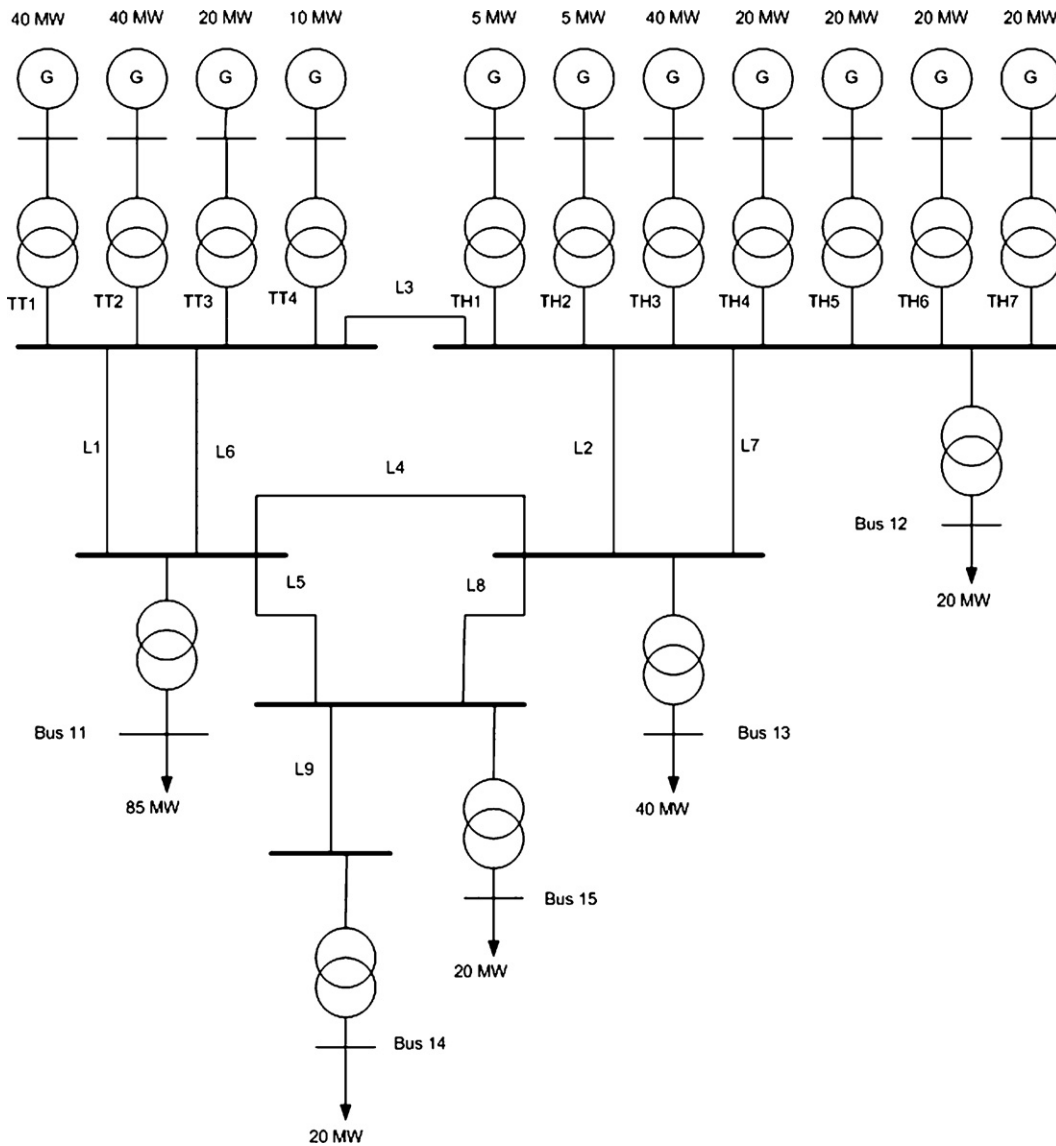 40 MW 40 MW 20 MW 10 MW 5 MW 5 MW 40 MW 20 MW 20 MW 20 MW 20 MW
G G G G G G G G G G G
L3
TT1 TT2 TT3 TT4 TH1 TH2 TH3 TH4 TH5 TH6 TH7
L1 L6 L2 L7
L4
Bus 12
L5 L8
20 MW
Bus 11 Bus 13
L9
85 MW 40 MW
Bus 15
20 MW
Bus 14
20 MW